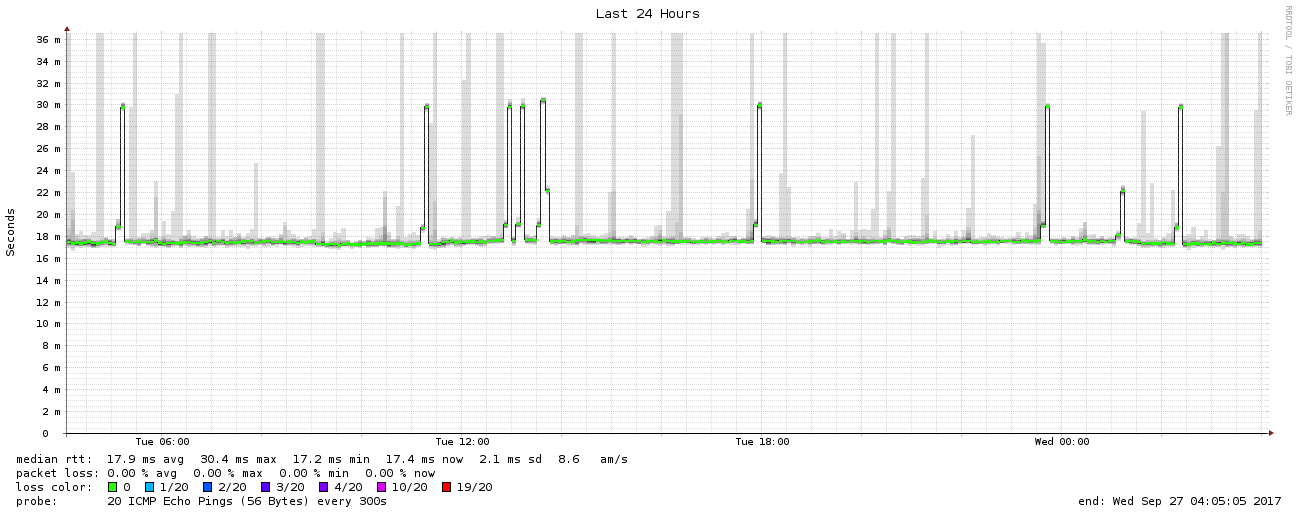 Last 24 Hours
RRDTOOL / TOBI OETIKER
Seconds
36 m
34 m
32 m
30 m
28 m
26 m
24 m
22 m
20 m
18 m
16 m
14 m
12 m
10 m
8 m
6 m
4 m
2 m
0
Tue 06:00 Tue 12:00 Tue 18:00 Wed 00:00
median rtt: 17.9 ms avg 30.4 ms max 17.2 ms min 17.4 ms now 2.1 ms sd 8.6 am/s
packet loss: 0.00 % avg 0.00 % max 0.00 % min 0.00 % now
loss color: 0 1/20 2/20 3/20 4/20 10/20 19/20
probe: 20 ICMP Echo Pings (56 Bytes) every 300s end: Wed Sep 27 04:05:05 2017